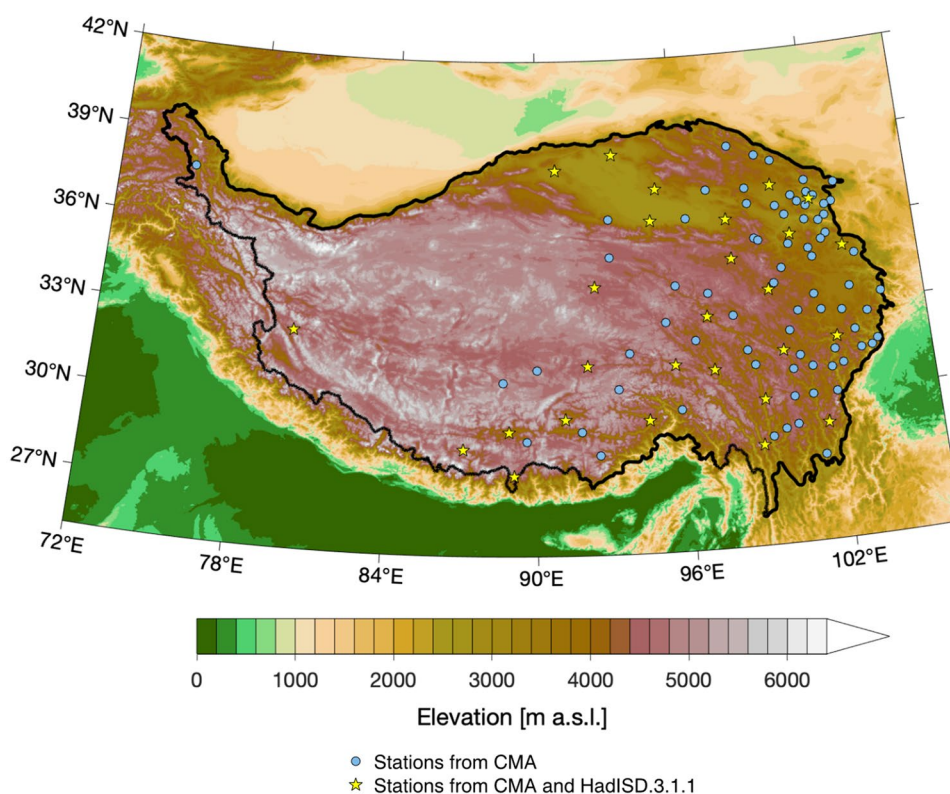 42°N
39°N
36°N
33°N
30°N
27°N
72°E
78°E
84°E
90°E
96°E
102°E
0 1000 2000 3000 4000 5000 6000
Elevation [m a.s.l.]
Stations from CMA
Stations from CMA and HadISD.3.1.1